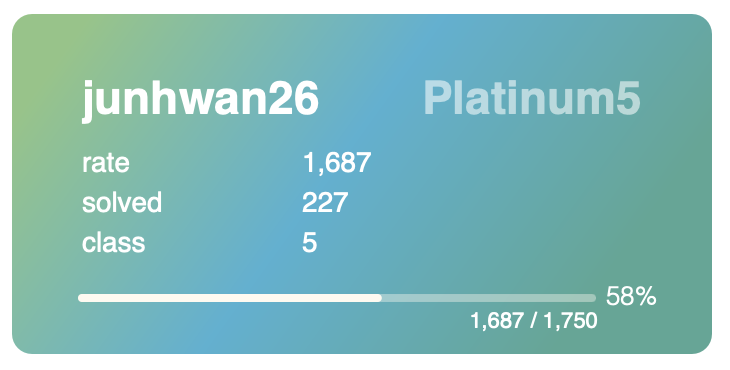 junhwan26 Platinum5
rate 1,687
solved 227
class 5
58%
1,687 / 1,750